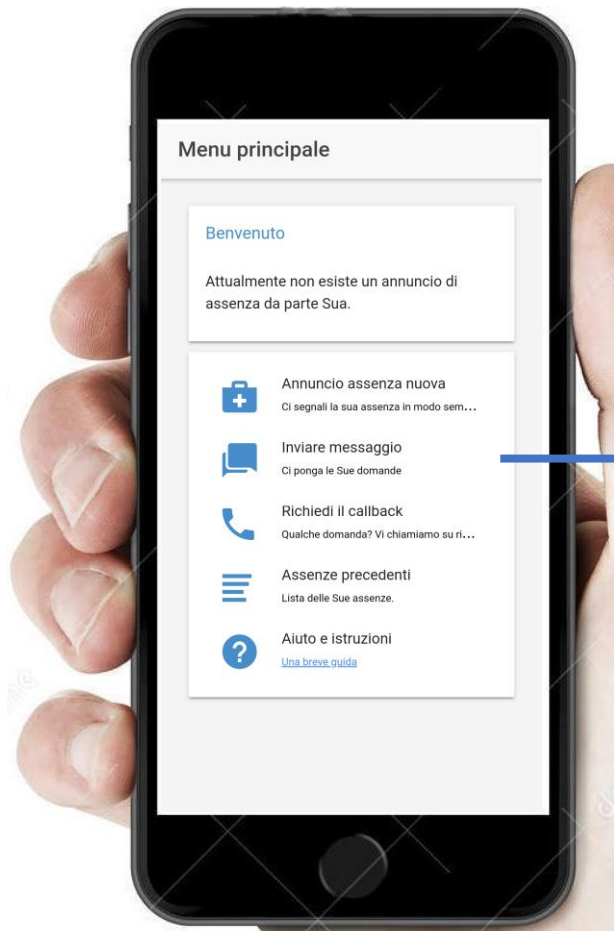 Menu principale
Benvenuto
Attualmente non esiste un annuncio di
assenza da parte Sua.
Annuncio assenza nuova
Ci segnali la sua assenza in modo sem...
Inviare messaggio
Ci ponga le Sue domande
Richiedi il callback
Qualche domanda? Vi chiamiamo su ri...
Assenze precedenti
Lista delle Sue assenze.
Aiuto e istruzioni
Una breve guida